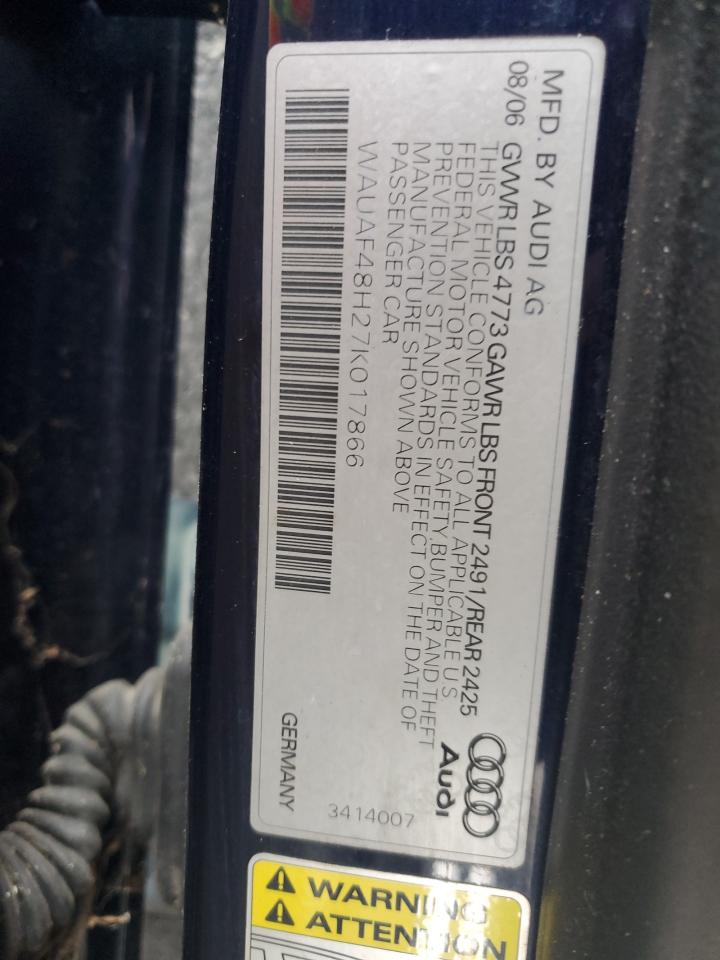 MFD. BY AUDI AG
08/06 GVWR LBS 4773 GAWR LBS FRONT 2491/REAR 2425
THIS VEHICLE CONFORMS TO ALL APPLICABLE U S
FEDERAL MOTOR VEHICLE SAFETY,BUMPER AND THEFT
PREVENTION STANDARDS IN EFFECT ON THE DATE OF
MANUFACTURE SHOWN ABOVE
PASSENGER CAR
WAUAF48H27K017866
Audi
3414007
GERMANY
WARNING
ATTENTION